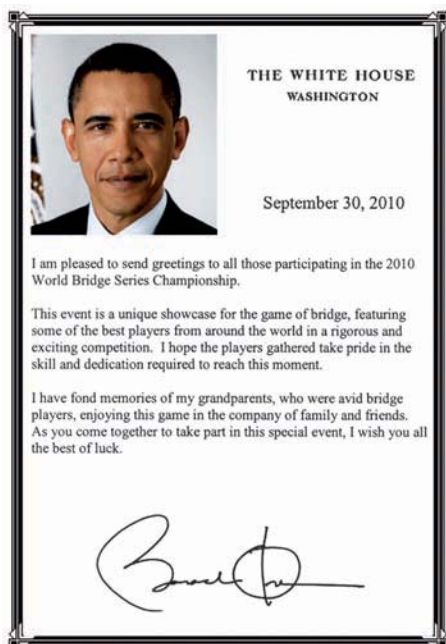 THE WHITE HOUSE
WASHINGTON
September 30, 2010
I am pleased to send greetings to all those participating in the 2010
World Bridge Series Championship.
This event is a unique showcase for the game of bridge, featuring
some of the best players from around the world in a rigorous and
exciting competition.  I hope the players gathered take pride in the
skill and dedication required to reach this moment.
I have fond memories of my grandparents, who were avid bridge
players, enjoying this game in the company of family and friends.
As you come together to take part in this special event, I wish you all
the best of luck.